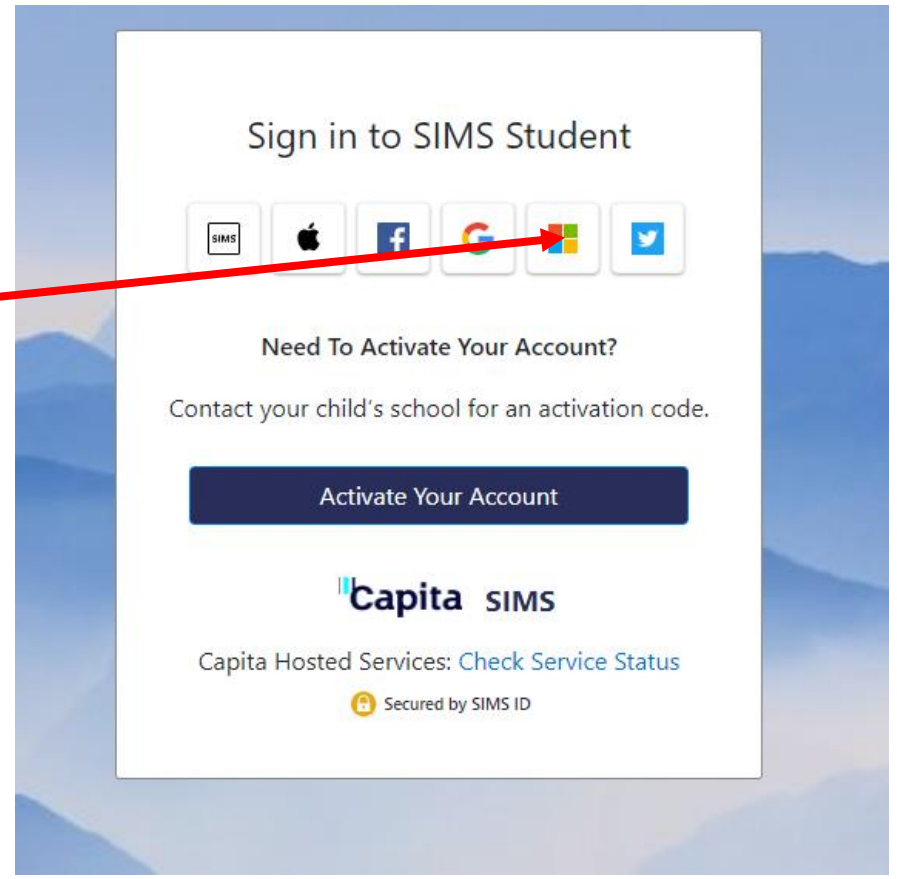 Sign in to SIMS Student
SIMS
Need To Activate Your Account?
Contact your child's school for an activation code.
Activate Your Account
Capita SIMS
Capita Hosted Services: Check Service Status
Secured by SIMS ID